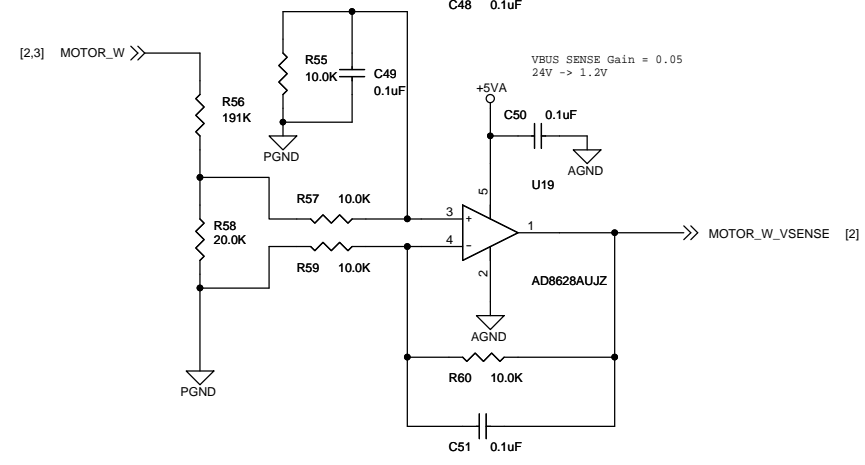 C48 0.1uF
[2,3] MOTOR_W
R55
10.0K
C49
0.1uF
VBUS SENSE Gain = 0.05
24V -> 1.2V
R56
191K
+5VA
C50 0.1uF
PGND
AGND
5
U19
R57 10.0K
3
+
1
R58
20.0K
4
-
MOTOR_W_VSENSE [2]
R59 10.0K
2
AD8628AUJZ
AGND
R60 10.0K
PGND
C51 0.1uF